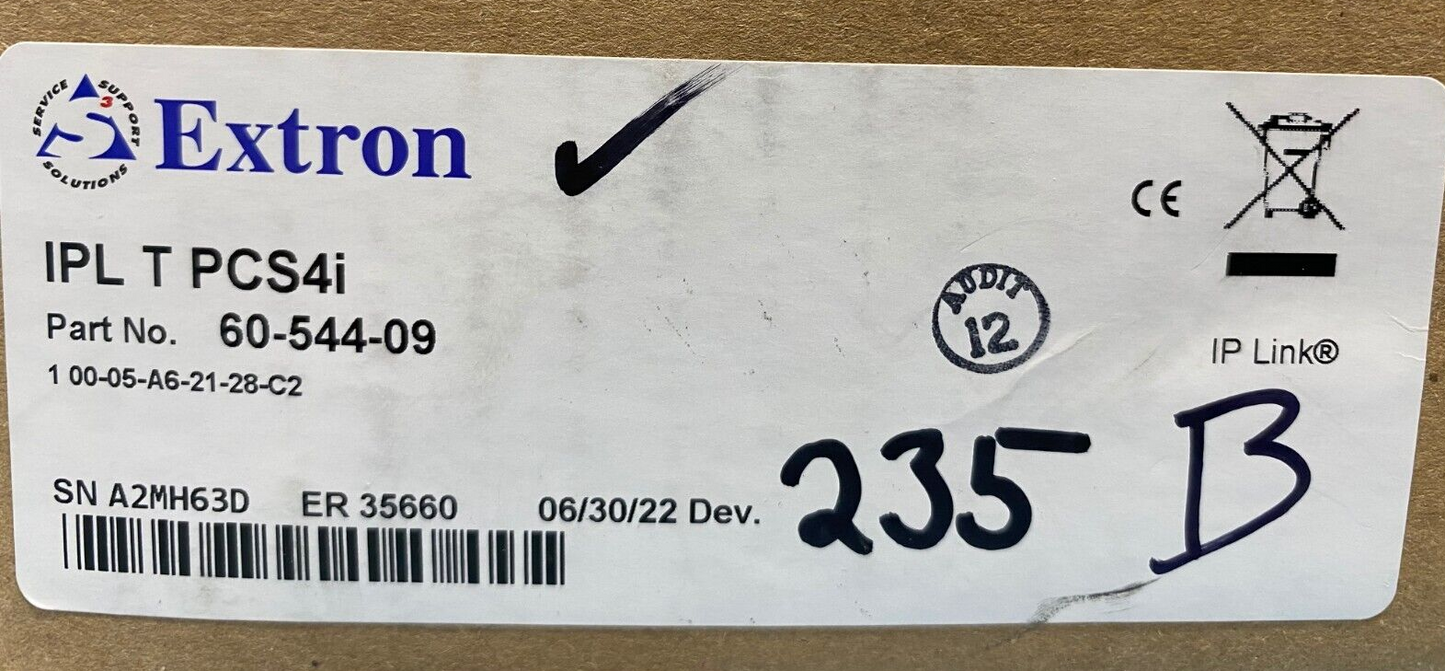 SERVICE SUPPORT SOLUTIONS
S3
Extron
CE
IPL T PCS4i
AUDIT
12
Part No. 60-544-09
IP Link®
1 00-05-A6-21-28-C2
235 B
SN A2MH63D ER 35660 06/30/22 Dev.